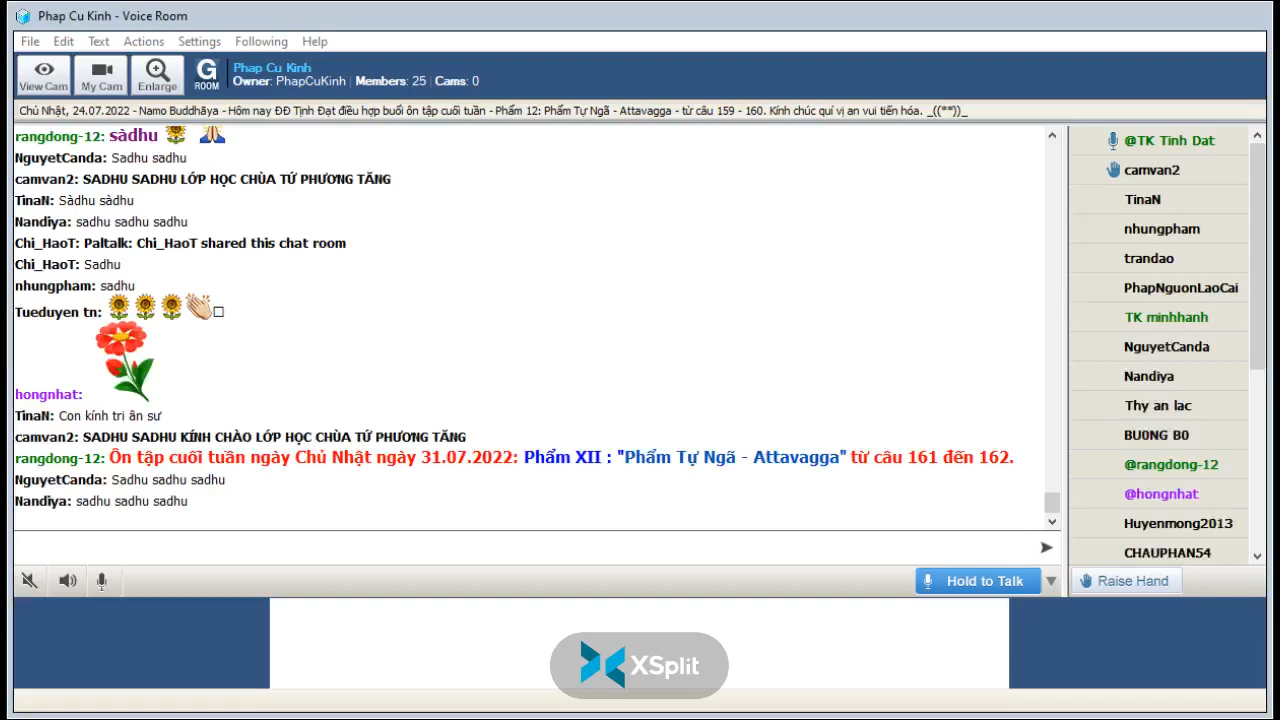 Phap Cu Kinh - Voice Room
File Edit Text Actions Settings Following Help
View Cam My Cam Enlarge G ROOM
Phap Cu Kinh
Owner: PhapCuKinh | Members: 25 | Cams: 0
Chủ Nhật, 24.07.2022 - Namo Buddhāya - Hôm nay ĐĐ Tịnh Đạt điều hợp buổi ôn tập cuối tuần - Phẩm 12: Phẩm Tự Ngã - Attavagga - từ câu 159 - 160. Kính chúc quí vị an vui tiến hóa. _((**))_
rangdong-12: sàdhu
NguyetCanda: Sadhu sadhu
camvan2: SADHU SADHU LỚP HỌC CHÙA TỨ PHƯƠNG TĂNG
TinaN: Sàdhu sàdhu
Nandiya: sadhu sadhu sadhu
Chi_HaoT: Paltalk: Chi_HaoT shared this chat room
Chi_HaoT: Sadhu
nhungpham: sadhu
Tueduyen tn:
hongnhat:
TinaN: Con kính tri ân sư
camvan2: SADHU SADHU KÍNH CHÀO LỚP HỌC CHÙA TỨ PHƯƠNG TĂNG
rangdong-12: Ôn tập cuối tuần ngày Chủ Nhật ngày 31.07.2022: Phẩm XII : "Phẩm Tự Ngã - Attavagga" từ câu 161 đến 162.
NguyetCanda: Sadhu sadhu sadhu
Nandiya: sadhu sadhu sadhu
@TK Tinh Dat
camvan2
TinaN
nhungpham
trandao
PhapNguonLaoCai
TK minhhanh
NguyetCanda
Nandiya
Thy an lac
BU0NG B0
@rangdong-12
@hongnhat
Huyenmong2013
CHAUPHAN54
Hold to Talk
Raise Hand
XSplit